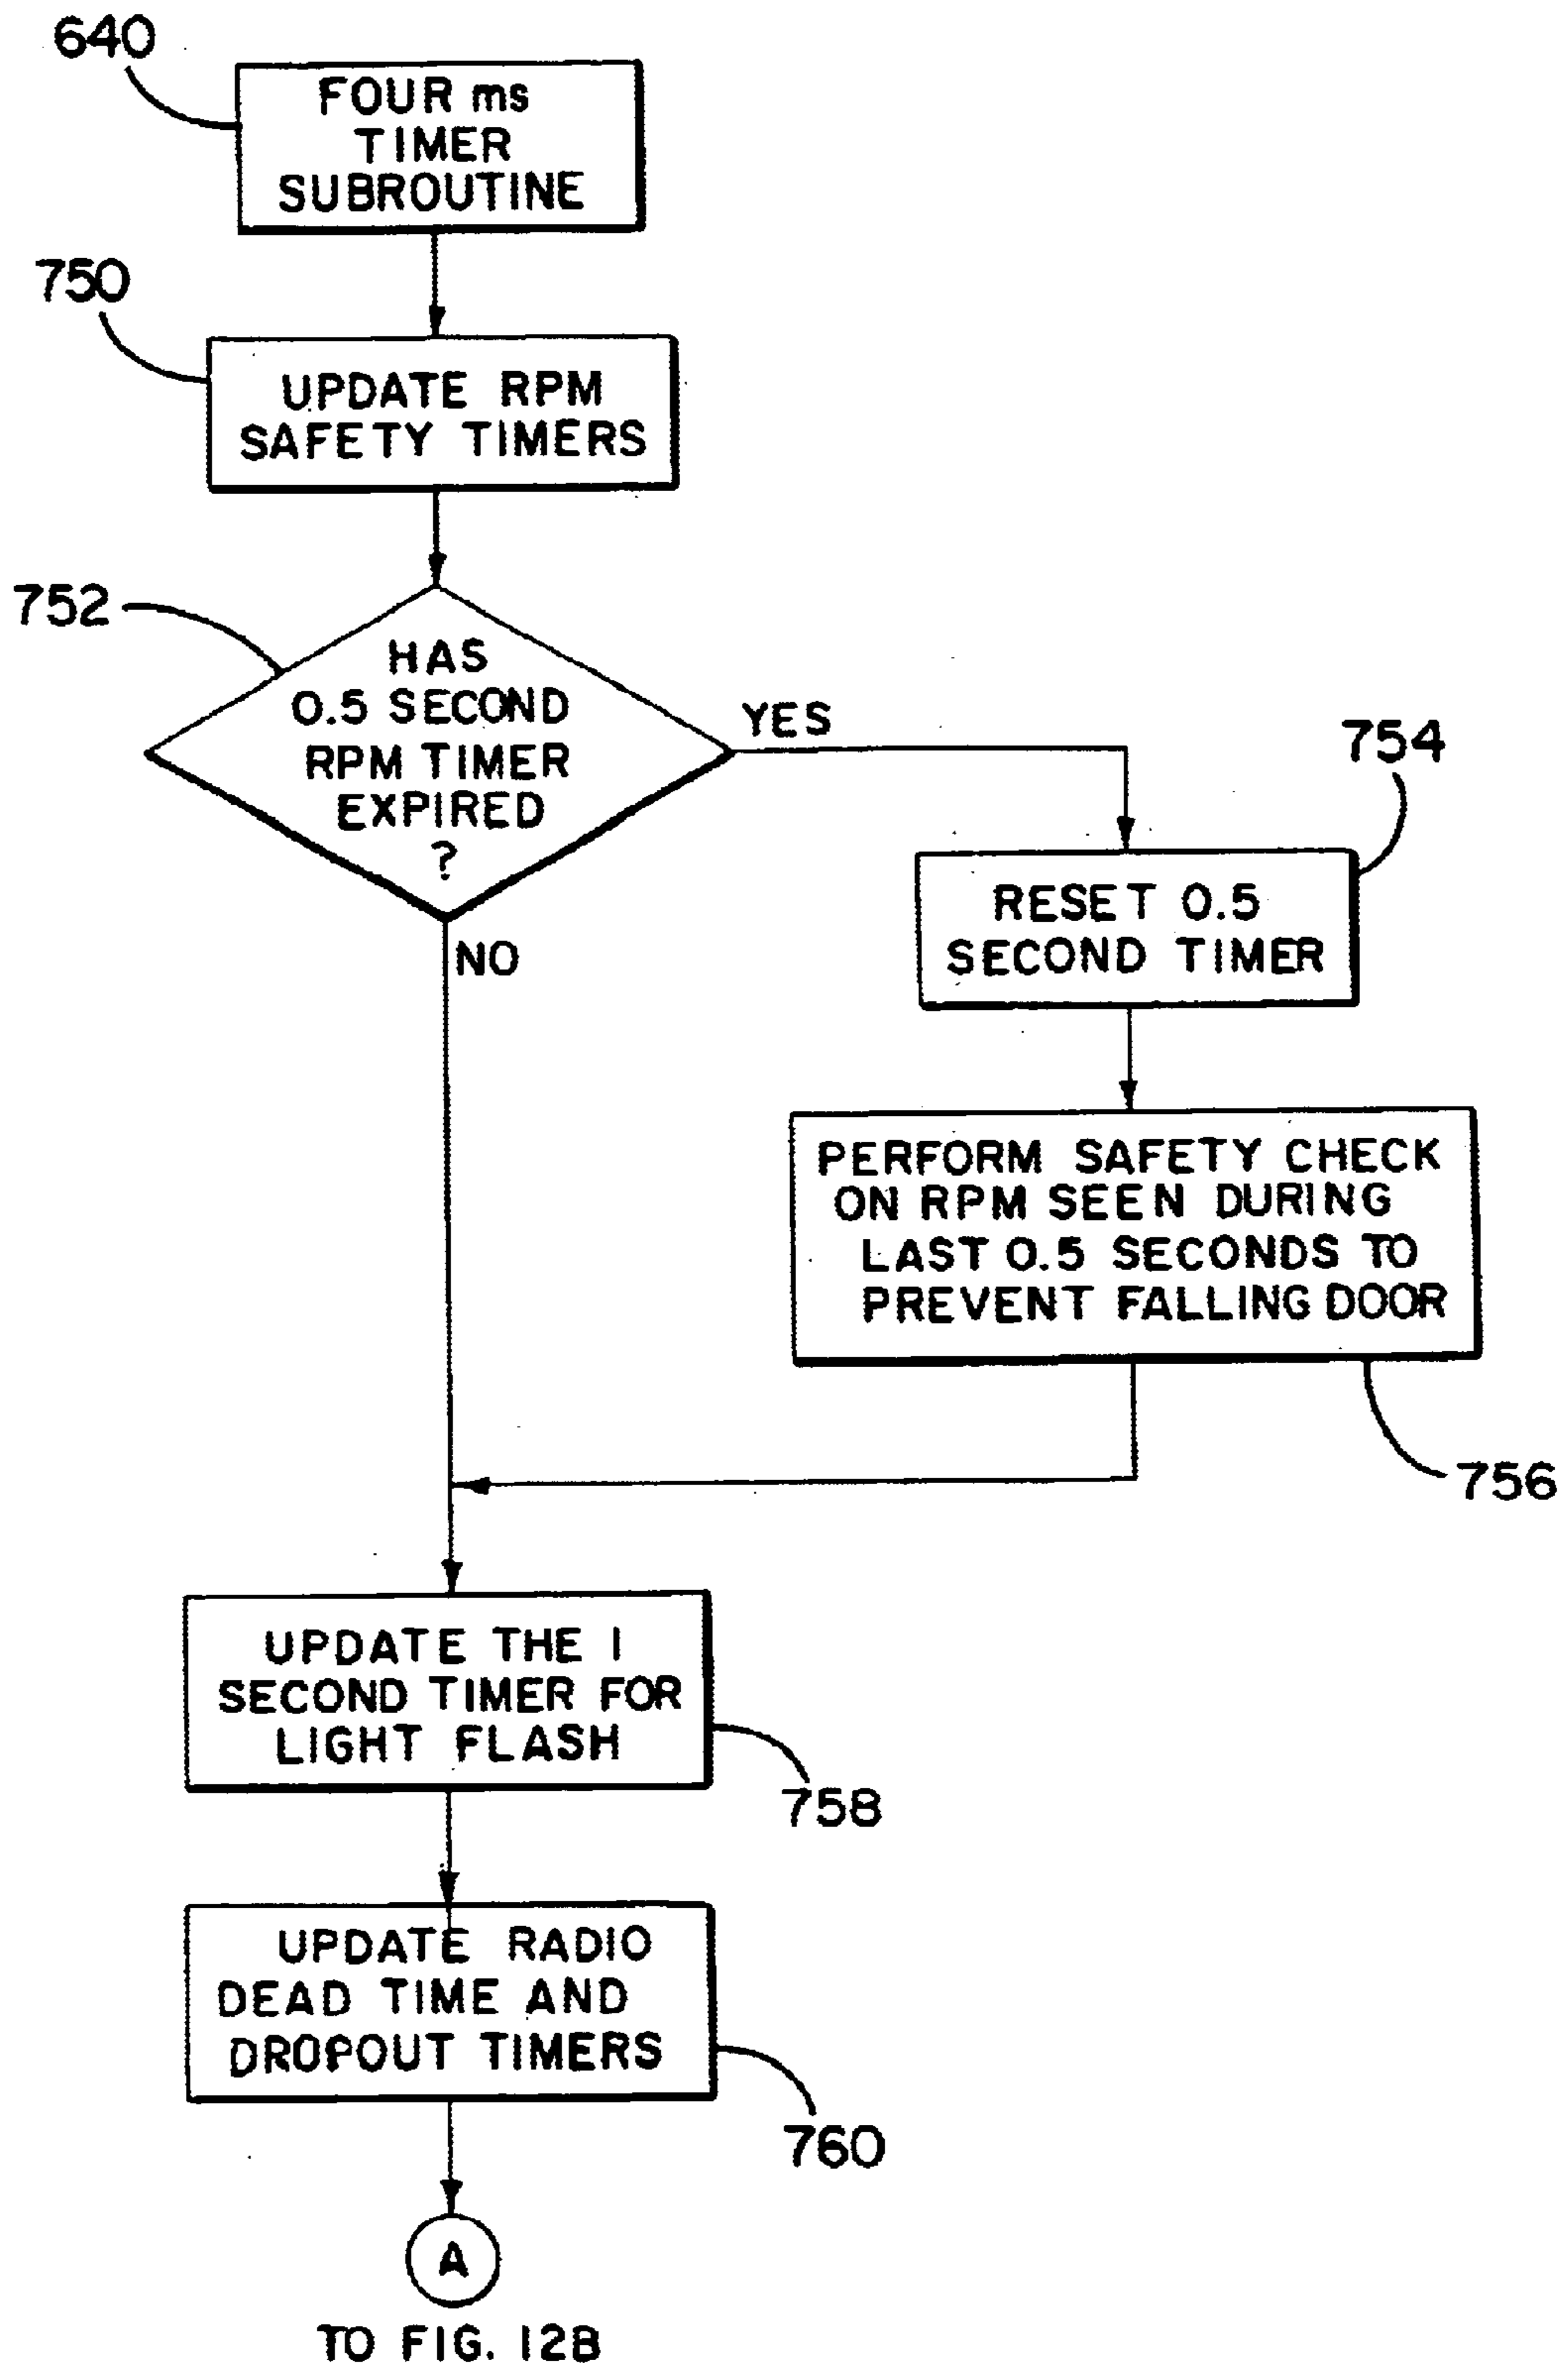 640
FOUR ms
TIMER
SUBROUTINE
750
UPDATE RPM
SAFETY TIMERS
752
HAS
0.5 SECOND
RPM TIMER
EXPIRED
?
YES
NO
754
RESET 0.5
SECOND TIMER
PERFORM SAFETY CHECK
ON RPM SEEN DURING
LAST 0.5 SECONDS TO
PREVENT FALLING DOOR
756
UPDATE THE 1
SECOND TIMER FOR
LIGHT FLASH
758
UPDATE RADIO
DEAD TIME AND
DROPOUT TIMERS
760
A
TO FIG. 12B